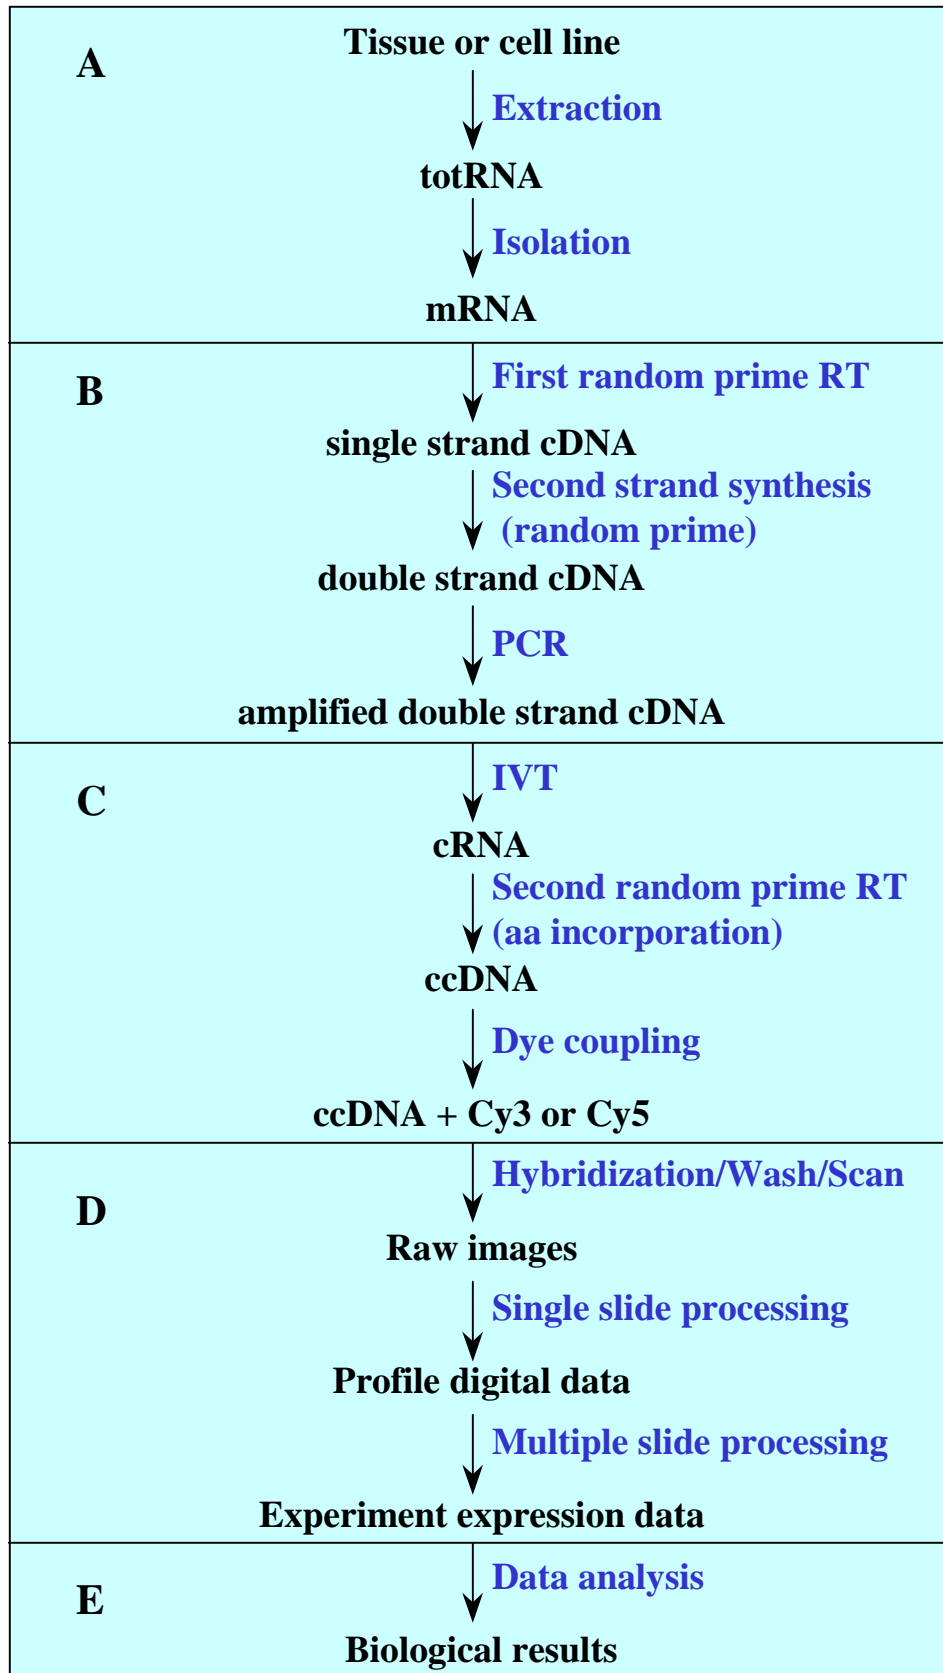 A
Tissue or cell line
Extraction
totRNA
Isolation
mRNA
B
First random prime RT
single strand cDNA
Second strand synthesis
(random prime)
double strand cDNA
PCR
amplified double strand cDNA
C
IVT
cRNA
Second random prime RT
(aa incorporation)
ccDNA
Dye coupling
ccDNA + Cy3 or Cy5
D
Hybridization/Wash/Scan
Raw images
Single slide processing
Profile digital data
Multiple slide processing
Experiment expression data
E
Data analysis
Biological results